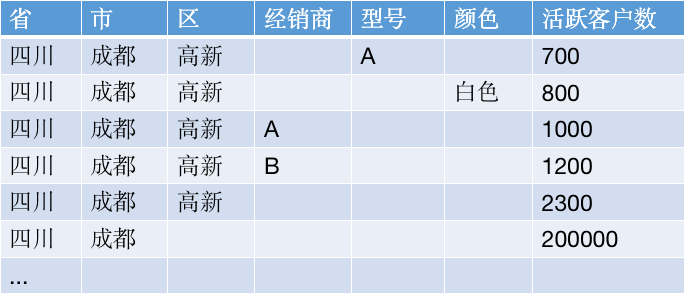 省 市 区 经销商 型号 颜色 活跃客户数
四川 成都 高新 A 700
四川 成都 高新 白色 800
四川 成都 高新 A 1000
四川 成都 高新 B 1200
四川 成都 高新 2300
四川 成都 200000
...